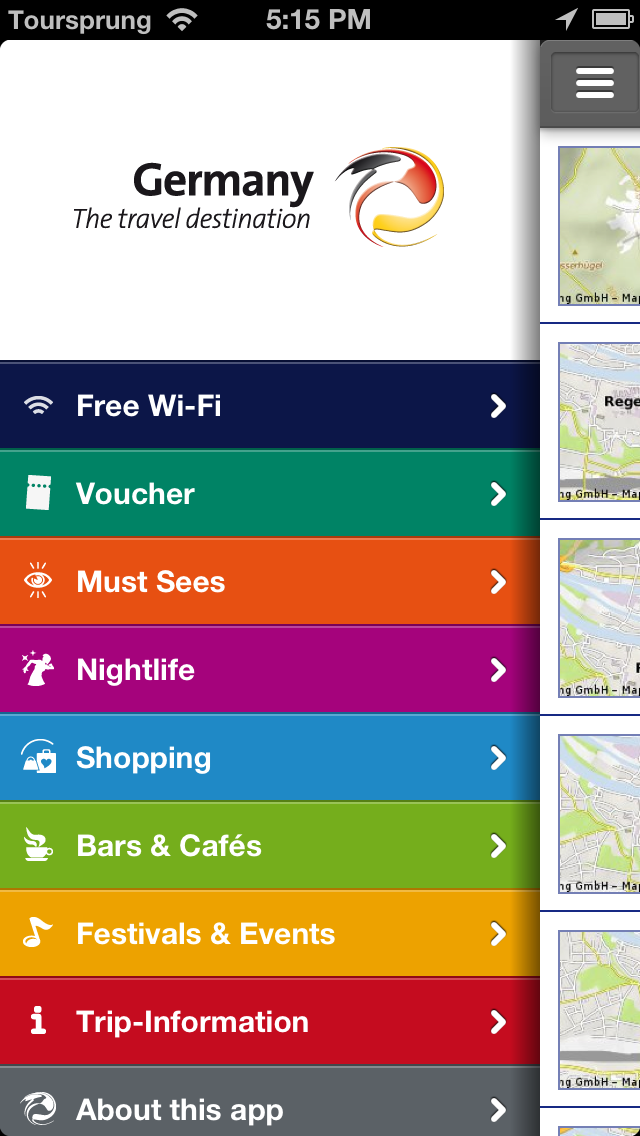 Toursprung 5:15 PM
Germany
The travel destination
Free Wi-Fi
Voucher
Must Sees
Nightlife
Shopping
Bars & Cafés
Festivals & Events
Trip-Information
About this app
sserhügel
ng GmbH – Map
Rege
ng GmbH – Map
ng GmbH – Map
ng GmbH – Map
ng GmbH – Map